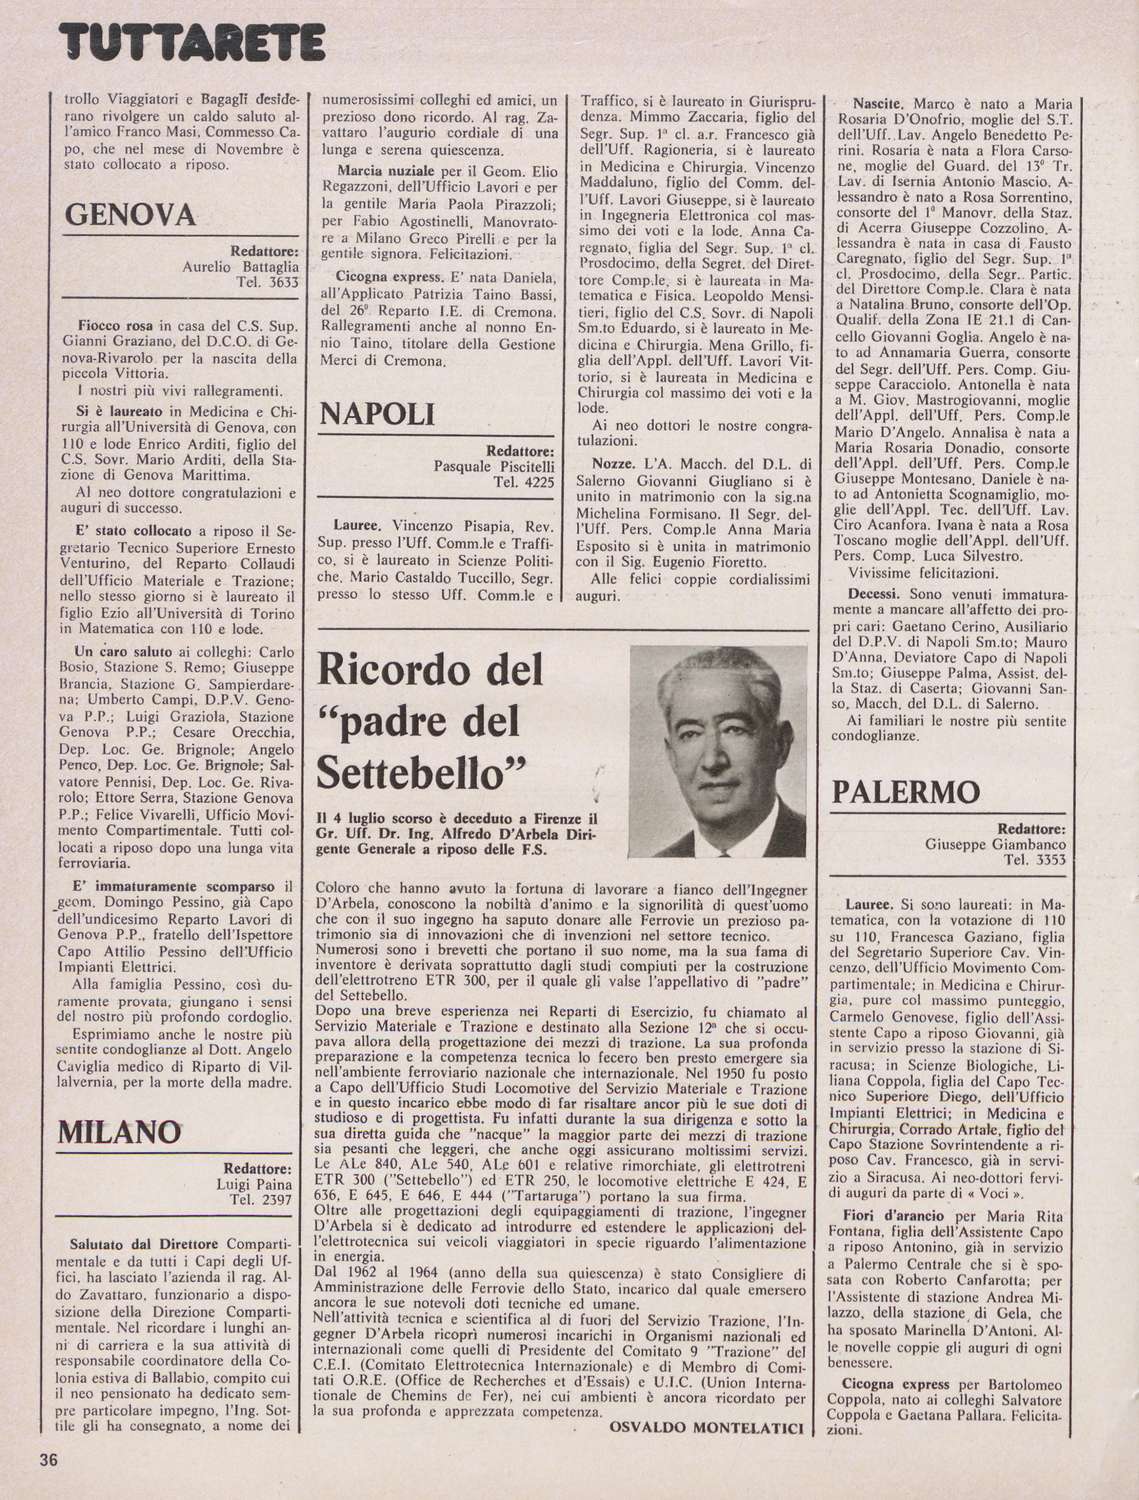 TUTTARETE
trollo Viaggiatori e Bagagli deside-
rano rivolgere un caldo saluto al-
l'amico Franco Masi, Commesso Ca-
po, che nel mese di Novembre è
stato collocato a riposo.
GENOVA
Redattore:
Aurelio Battaglia
Tel. 3633
Fiocco rosa in casa del C.S. Sup.
Gianni Graziano, del D.C.O. di Ge-
nova-Rivarolo per la nascita della
piccola Vittoria.
I nostri più vivi rallegramenti.
Si è laureato in Medicina e Chi-
rurgia all'Università di Genova, con
110 e lode Enrico Arditi, figlio del
C.S. Sovr. Mario Arditi, della Sta-
zione di Genova Marittima.
Al neo dottore congratulazioni e
auguri di successo.
E' stato collocato a riposo il Se-
gretario Tecnico Superiore Ernesto
Venturino, del Reparto Collaudi
dell'Ufficio Materiale e Trazione;
nello stesso giorno si è laureato il
figlio Ezio all'Università di Torino
in Matematica con 110 e lode.
Un caro saluto ai colleghi: Carlo
Bosio, Stazione S. Remo; Giuseppe
Brancia, Stazione G. Sampierdare-
na; Umberto Campi, D.P.V. Geno-
va P.P.; Luigi Graziola, Stazione
Genova P.P.; Cesare Orecchia,
Dep. Loc. Ge. Brignole; Angelo
Penco, Dep. Loc. Ge. Brignole; Sal-
vatore Pennisi, Dep. Loc. Ge. Riva-
rolo; Ettore Serra, Stazione Genova
P.P.; Felice Vivarelli, Ufficio Movi-
mento Compartimentale. Tutti col-
locati a riposo dopo una lunga vita
ferroviaria.
E' immaturamente scomparso il
geom. Domingo Pessino, già Capo
dell'undicesimo Reparto Lavori di
Genova P.P., fratello dell'Ispettore
Capo Attilio Pessino dell'Ufficio
Impianti Elettrici.
Alla famiglia Pessino, così du-
ramente provata, giungano i sensi
del nostro più profondo cordoglio.
Esprimiamo anche le nostre più
sentite condoglianze al Dott. Angelo
Caviglia medico di Riparto di Vil-
lalvernia, per la morte della madre.
MILANO
Redattore:
Luigi Paina
Tel. 2397
Salutato dal Direttore Comparti-
mentale e da tutti i Capi degli Uf-
fici, ha lasciato l'azienda il rag. Al-
do Zavattaro, funzionario a dispo-
sizione della Direzione Comparti-
mentale. Nel ricordare i lunghi an-
ni di carriera e la sua attività di
responsabile coordinatore della Co-
lonia estiva di Ballabio, compito cui
il neo pensionato ha dedicato sem-
pre particolare impegno, l'Ing. Sot-
tile gli ha consegnato, a nome dei
numerosissimi colleghi ed amici, un
prezioso dono ricordo. Al rag. Za-
vattaro l'augurio cordiale di una
lunga e serena quiescenza.
Marcia nuziale per il Geom. Elio
Regazzoni, dell'Ufficio Lavori e per
la gentile Maria Paola Pirazzoli;
per Fabio Agostinelli, Manovrato-
re a Milano Greco Pirelli e per la
gentile signora. Felicitazioni.
Cicogna express. E' nata Daniela,
all'Applicato Patrizia Taino Bassi,
del 26º Reparto I.E. di Cremona.
Rallegramenti anche al nonno En-
nio Taino, titolare della Gestione
Merci di Cremona.
NAPOLI
Redattore:
Pasquale Piscitelli
Tel. 4225
Lauree. Vincenzo Pisapia, Rev.
Sup. presso l'Uff. Comm.le e Traffi-
co, si è laureato in Scienze Politi-
che. Mario Castaldo Tuccillo, Segr.
presso lo stesso Uff. Comm.le e
Traffico, si è laureato in Giurispru-
denza. Mimmo Zaccaria, figlio del
Segr. Sup. 1ª cl. a.r. Francesco già
dell'Uff. Ragioneria, si è laureato
in Medicina e Chirurgia. Vincenzo
Maddaluno, figlio del Comm. del-
l'Uff. Lavori Giuseppe, si è laureato
in Ingegneria Elettronica col mas-
simo dei voti e la lode. Anna Ca-
regnato, figlia del Segr. Sup. 1ª cl.
Prosdocimo, della Segret. del Diret-
tore Comp.le, si è laureata in Ma-
tematica e Fisica. Leopoldo Mensi-
tieri, figlio del C.S. Sovr. di Napoli
Sm.to Eduardo, si è laureato in Me-
dicina e Chirurgia. Mena Grillo, fi-
glia dell'Appl. dell'Uff. Lavori Vit-
torio, si è laureata in Medicina e
Chirurgia col massimo dei voti e la
lode.
Ai neo dottori le nostre congra-
tulazioni.
Nozze. L'A. Macch. del D.L. di
Salerno Giovanni Giugliano si è
unito in matrimonio con la sig.na
Michelina Formisano. Il Segr. del-
l'Uff. Pers. Comp.le Anna Maria
Esposito si è unita in matrimonio
con il Sig. Eugenio Fioretto.
Alle felici coppie cordialissimi
auguri.
Nascite. Marco è nato a Maria
Rosaria D'Onofrio, moglie del S.T.
dell'Uff. Lav. Angelo Benedetto Pe-
rini. Rosaria è nata a Flora Carso-
ne, moglie del Guard. del 13º Tr.
Lav. di Isernia Antonio Mascio. A-
lessandro è nato a Rosa Sorrentino,
consorte del 1º Manovr. della Staz.
di Acerra Giuseppe Cozzolino. A-
lessandra è nata in casa di Fausto
Caregnato, figlio del Segr. Sup. 1ª
cl. Prosdocimo, della Segr. Partic.
del Direttore Comp.le. Clara è nata
a Natalina Bruno, consorte dell'Op.
Qualif. della Zona IE 21.1 di Can-
cello Giovanni Goglia. Angelo è na-
to ad Annamaria Guerra, consorte
del Segr. dell'Uff. Pers. Comp. Giu-
seppe Caracciolo. Antonella è nata
a M. Giov. Mastrogiovanni, moglie
dell'Appl. dell'Uff. Pers. Comp.le
Mario D'Angelo. Annalisa è nata a
Maria Rosaria Donadio, consorte
dell'Appl. dell'Uff. Pers. Comp.le
Giuseppe Montesano. Daniele è na-
to ad Antonietta Scognamiglio, mo-
glie dell'Appl. Tec. dell'Uff. Lav.
Ciro Acanfora. Ivana è nata a Rosa
Toscano moglie dell'Appl. dell'Uff.
Pers. Comp. Luca Silvestro.
Vivissime felicitazioni.
Decessi. Sono venuti immatura-
mente a mancare all'affetto dei pro-
pri cari: Gaetano Cerino, Ausiliario
del D.P.V. di Napoli Sm.to; Mauro
D'Anna, Deviatore Capo di Napoli
Sm.to; Giuseppe Palma, Assist. del-
la Staz. di Caserta; Giovanni San-
so, Macch. del D.L. di Salerno.
Ai familiari le nostre più sentite
condoglianze.
PALERMO
Redattore:
Giuseppe Giambanco
Tel. 3353
Lauree. Si sono laureati: in Ma-
tematica, con la votazione di 110
su 110, Francesca Gaziano, figlia
del Segretario Superiore Cav. Vin-
cenzo, dell'Ufficio Movimento Com-
partimentale; in Medicina e Chirur-
gia, pure col massimo punteggio,
Carmelo Genovese, figlio dell'Assi-
stente Capo a riposo Giovanni, già
in servizio presso la stazione di Si-
racusa; in Scienze Biologiche, Li-
liana Coppola, figlia del Capo Tec-
nico Superiore Diego, dell'Ufficio
Impianti Elettrici; in Medicina e
Chirurgia, Corrado Artale, figlio del
Capo Stazione Sovrintendente a ri-
poso Cav. Francesco, già in servi-
zio a Siracusa. Ai neo-dottori fervi-
di auguri da parte di « Voci ».
Fiori d'arancio per Maria Rita
Fontana, figlia dell'Assistente Capo
a riposo Antonino, già in servizio
a Palermo Centrale che si è spo-
sata con Roberto Canfarotta; per
l'Assistente di stazione Andrea Mi-
lazzo, della stazione di Gela, che
ha sposato Marinella D'Antoni. Al-
le novelle coppie gli auguri di ogni
benessere.
Cicogna express per Bartolomeo
Coppola, nato ai colleghi Salvatore
Coppola e Gaetana Pallara. Felicita-
zioni.
Ricordo del
“padre del
Settebello”
Il 4 luglio scorso è deceduto a Firenze il
Gr. Uff. Dr. Ing. Alfredo D'Arbela Diri-
gente Generale a riposo delle F.S.
Coloro che hanno avuto la fortuna di lavorare a fianco dell'Ingegner
D'Arbela, conoscono la nobiltà d'animo e la signorilità di quest'uomo
che con il suo ingegno ha saputo donare alle Ferrovie un prezioso pa-
trimonio sia di innovazioni che di invenzioni nel settore tecnico.
Numerosi sono i brevetti che portano il suo nome, ma la sua fama di
inventore è derivata soprattutto dagli studi compiuti per la costruzione
dell'elettrotreno ETR 300, per il quale gli valse l'appellativo di "padre"
del Settebello.
Dopo una breve esperienza nei Reparti di Esercizio, fu chiamato al
Servizio Materiale e Trazione e destinato alla Sezione 12ª che si occu-
pava allora della progettazione dei mezzi di trazione. La sua profonda
preparazione e la competenza tecnica lo fecero ben presto emergere sia
nell'ambiente ferroviario nazionale che internazionale. Nel 1950 fu posto
a Capo dell'Ufficio Studi Locomotive del Servizio Materiale e Trazione
e in questo incarico ebbe modo di far risaltare ancor più le sue doti di
studioso e di progettista. Fu infatti durante la sua dirigenza e sotto la
sua diretta guida che "nacque" la maggior parte dei mezzi di trazione
sia pesanti che leggeri, che anche oggi assicurano moltissimi servizi.
Le ALe 840, ALe 540, ALe 601 e relative rimorchiate, gli elettrotreni
ETR 300 ("Settebello") ed ETR 250, le locomotive elettriche E 424, E
636, E 645, E 646, E 444 ("Tartaruga") portano la sua firma.
Oltre alle progettazioni degli equipaggiamenti di trazione, l'ingegner
D'Arbela si è dedicato ad introdurre ed estendere le applicazioni del-
l'elettrotecnica sui veicoli viaggiatori in specie riguardo l'alimentazione
in energia.
Dal 1962 al 1964 (anno della sua quiescenza) è stato Consigliere di
Amministrazione delle Ferrovie dello Stato, incarico dal quale emersero
ancora le sue notevoli doti tecniche ed umane.
Nell'attività tecnica e scientifica al di fuori del Servizio Trazione, l'In-
gegner D'Arbela ricoprì numerosi incarichi in Organismi nazionali ed
internazionali come quelli di Presidente del Comitato 9 "Trazione" del
C.E.I. (Comitato Elettrotecnica Internazionale) e di Membro di Comi-
tati O.R.E. (Office de Recherches et d'Essais) e U.I.C. (Union Interna-
tionale de Chemins de Fer), nei cui ambienti è ancora ricordato per
la sua profonda e apprezzata competenza.
OSVALDO MONTELATICI
36